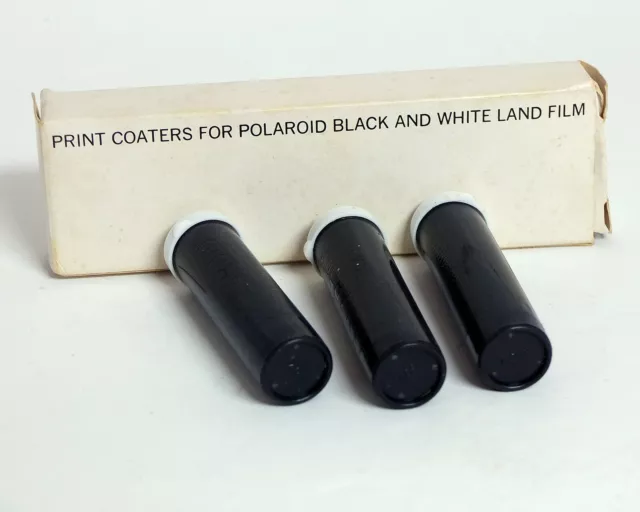 PRINT COATERS FOR POLAROID BLACK AND WHITE LAND FILM